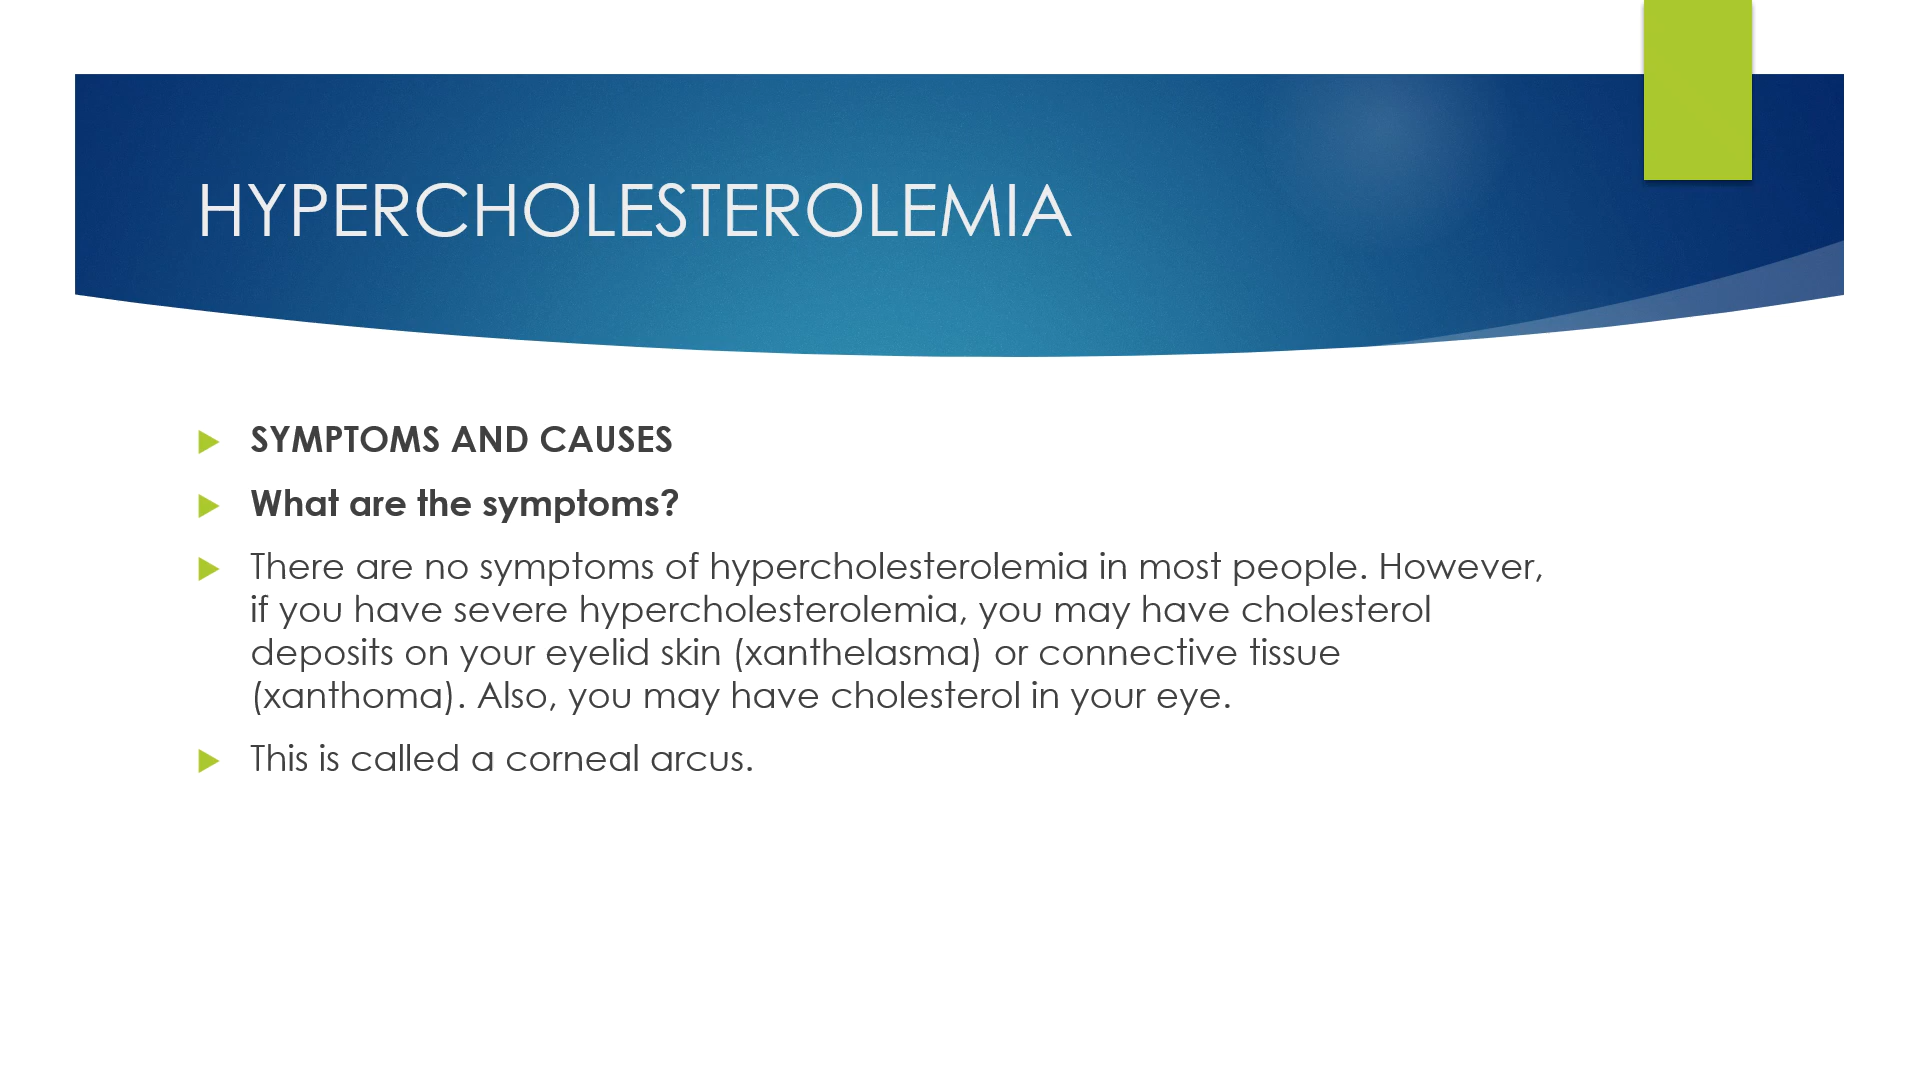 HYPERCHOLESTEROLEMIA
SYMPTOMS AND CAUSES
What are the symptoms?
There are no symptoms of hypercholesterolemia in most people. However,
if you have severe hypercholesterolemia, you may have cholesterol
deposits on your eyelid skin (xanthelasma) or connective tissue
(xanthoma). Also, you may have cholesterol in your eye.
This is called a corneal arcus.